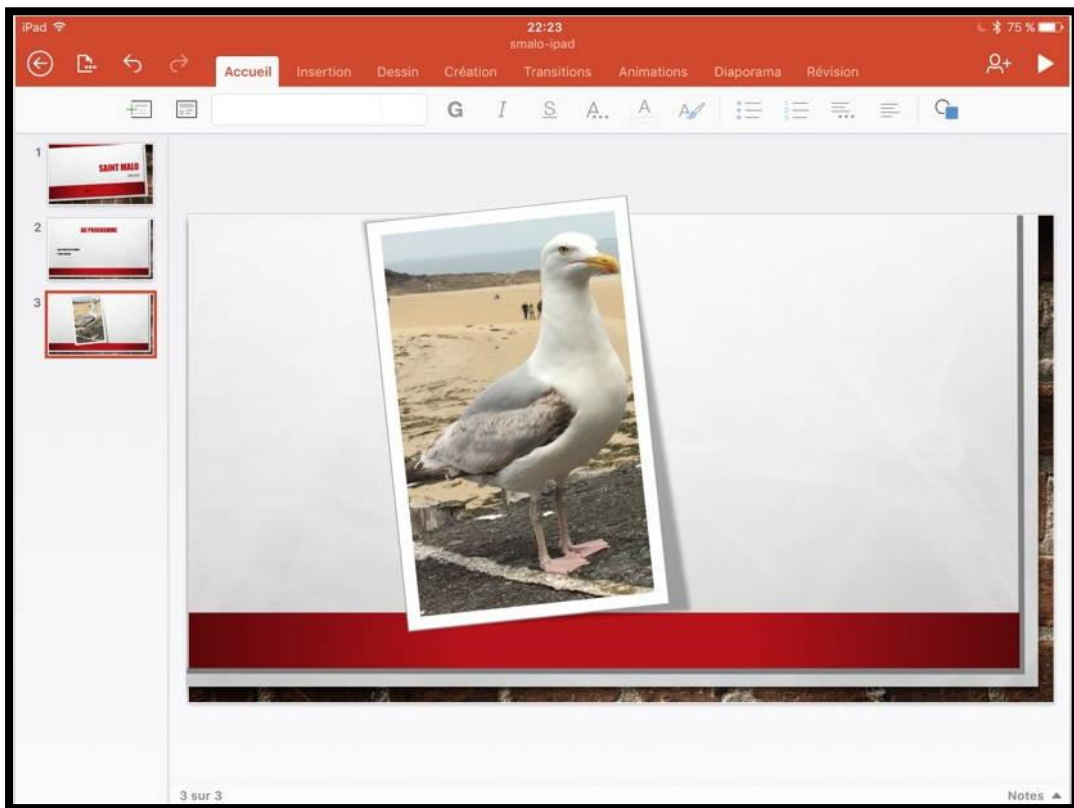 iPad 22:23 75 %
smalo-ipad
Accueil Insertion Dessin Création Transitions Animations Diaporama Révision
G I S A... A A
1
SAINT MALO
2
AU PROGRAMME
3
3 sur 3 Notes